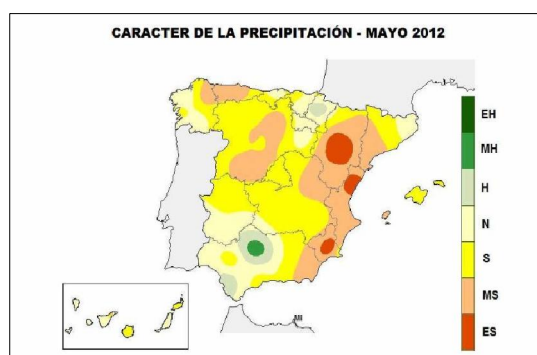 CARACTER DE LA PRECIPITACIÓN - MAYO 2012
EH
MH
H
N
S
MS
ES